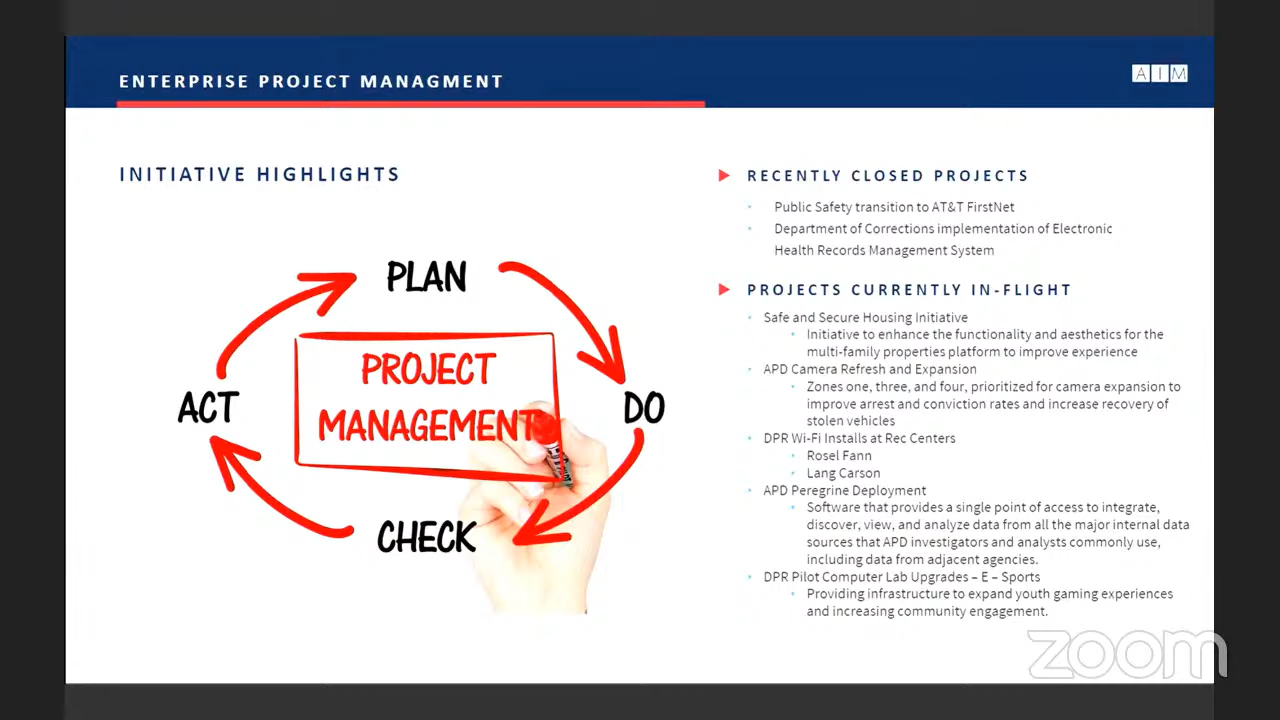 ENTERPRISE PROJECT MANAGMENT
AIM
INITIATIVE HIGHLIGHTS
PLAN
DO
CHECK
ACT
PROJECT
MANAGEMENT
RECENTLY CLOSED PROJECTS
Public Safety transition to AT&T FirstNet
Department of Corrections implementation of Electronic
Health Records Management System
PROJECTS CURRENTLY IN-FLIGHT
Safe and Secure Housing Initiative
Initiative to enhance the functionality and aesthetics for the
multi-family properties platform to improve experience
APD Camera Refresh and Expansion
Zones one, three, and four, prioritized for camera expansion to
improve arrest and conviction rates and increase recovery of
stolen vehicles
DPR Wi-Fi Installs at Rec Centers
Rosel Fann
Lang Carson
APD Peregrine Deployment
Software that provides a single point of access to integrate,
discover, view, and analyze data from all the major internal data
sources that APD investigators and analysts commonly use,
including data from adjacent agencies.
DPR Pilot Computer Lab Upgrades – E – Sports
Providing infrastructure to expand youth gaming experiences
and increasing community engagement.
zoom